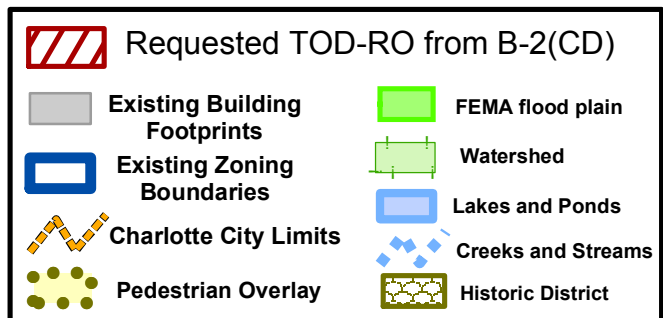 Requested TOD-RO from B-2(CD)
Existing Building
Footprints
Existing Zoning
Boundaries
Charlotte City Limits
Pedestrian Overlay
FEMA flood plain
Watershed
Lakes and Ponds
Creeks and Streams
Historic District